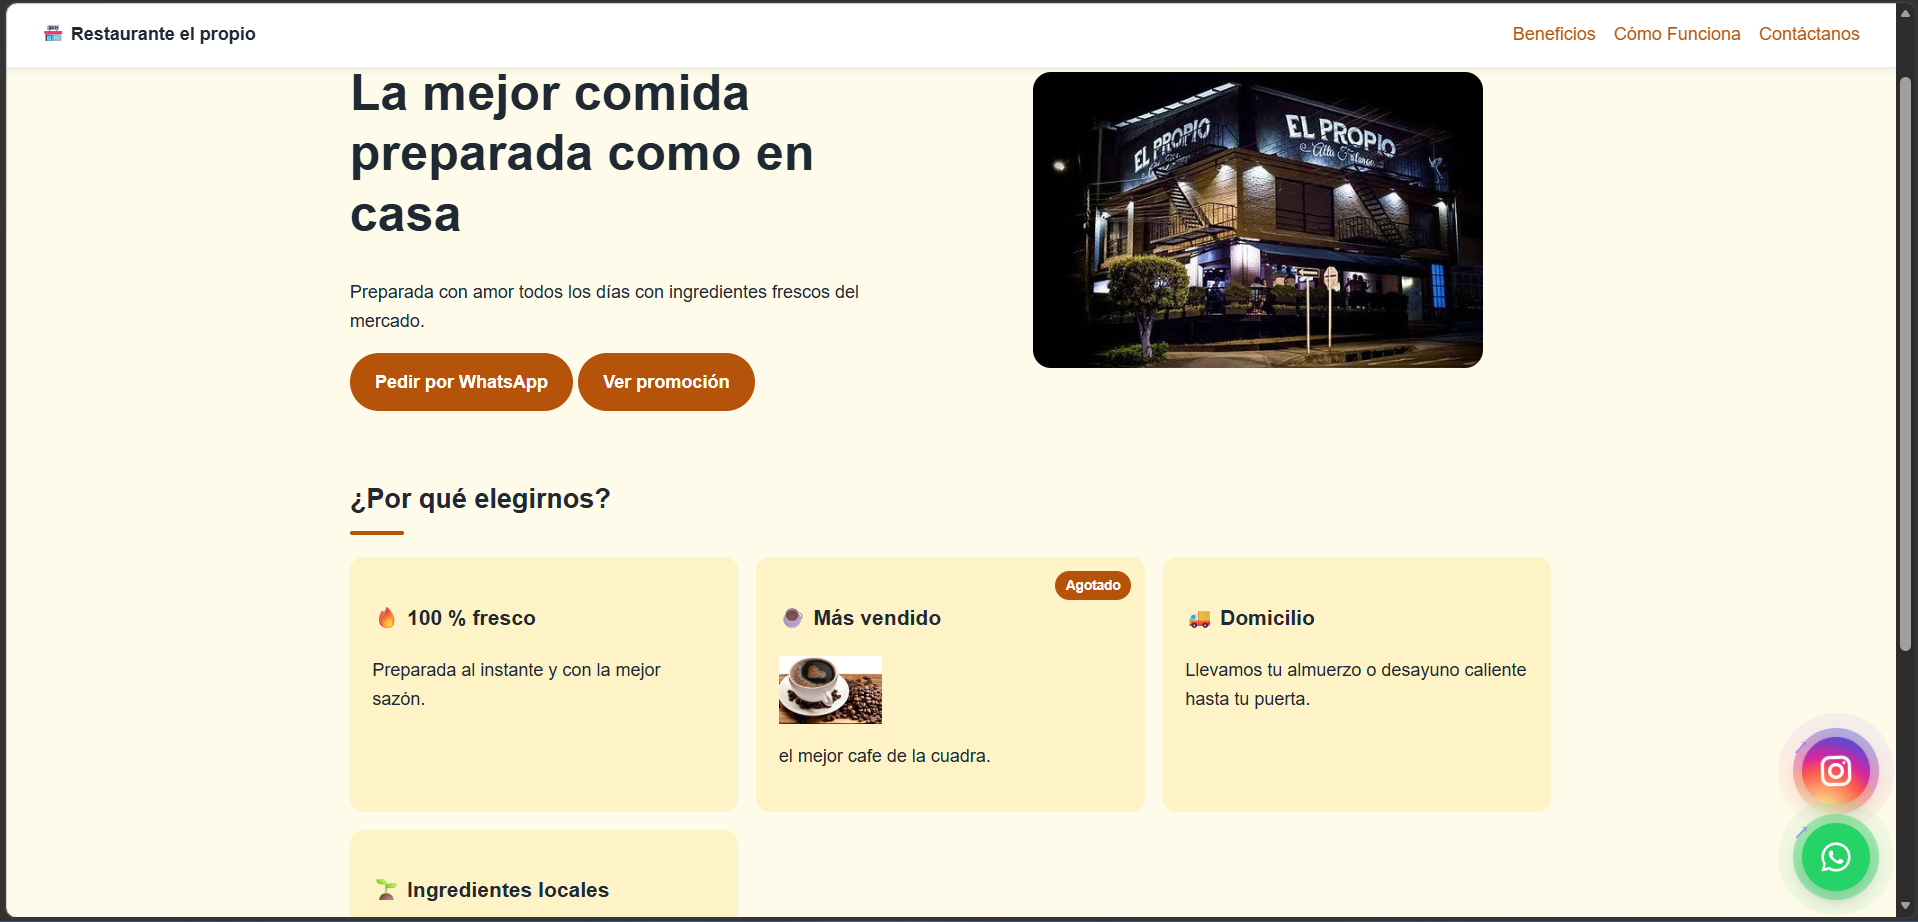 Restaurante el propio
Beneficios Cómo Funciona Contáctanos
La mejor comida
preparada como en
casa
Preparada con amor todos los días con ingredientes frescos del
mercado.
Pedir por WhatsApp Ver promoción
EL PROPIO
EL PROPIO
¿Por qué elegirnos?
100 % fresco
Preparada al instante y con la mejor
sazón.
Agotado
Más vendido
el mejor cafe de la cuadra.
Domicilio
Llevamos tu almuerzo o desayuno caliente
hasta tu puerta.
Ingredientes locales